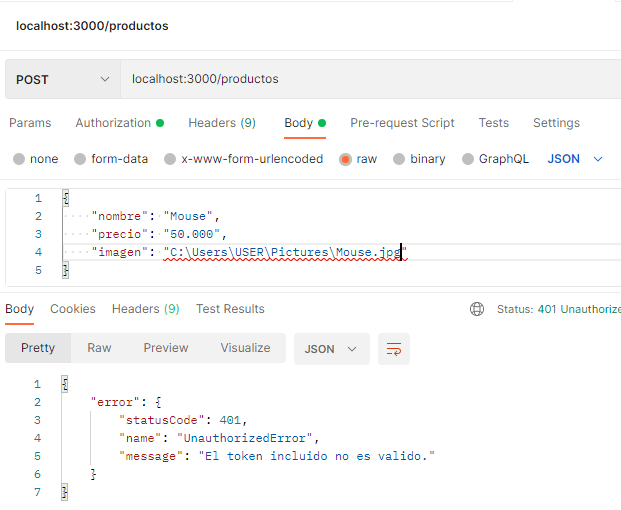 localhost:3000/productos
POST localhost:3000/productos
Params Authorization Headers (9) Body Pre-request Script Tests Settings
none form-data x-www-form-urlencoded raw binary GraphQL JSON
1 {
2 "nombre": "Mouse",
3 "precio": "50.000",
4 "imagen": "C:\Users\USER\Pictures\Mouse.jpg"
5 }
Body Cookies Headers (9) Test Results Status: 401 Unauthorize
Pretty Raw Preview Visualize JSON
1 {
2 "error": {
3 "statusCode": 401,
4 "name": "UnauthorizedError",
5 "message": "El token incluido no es valido."
6 }
7 }